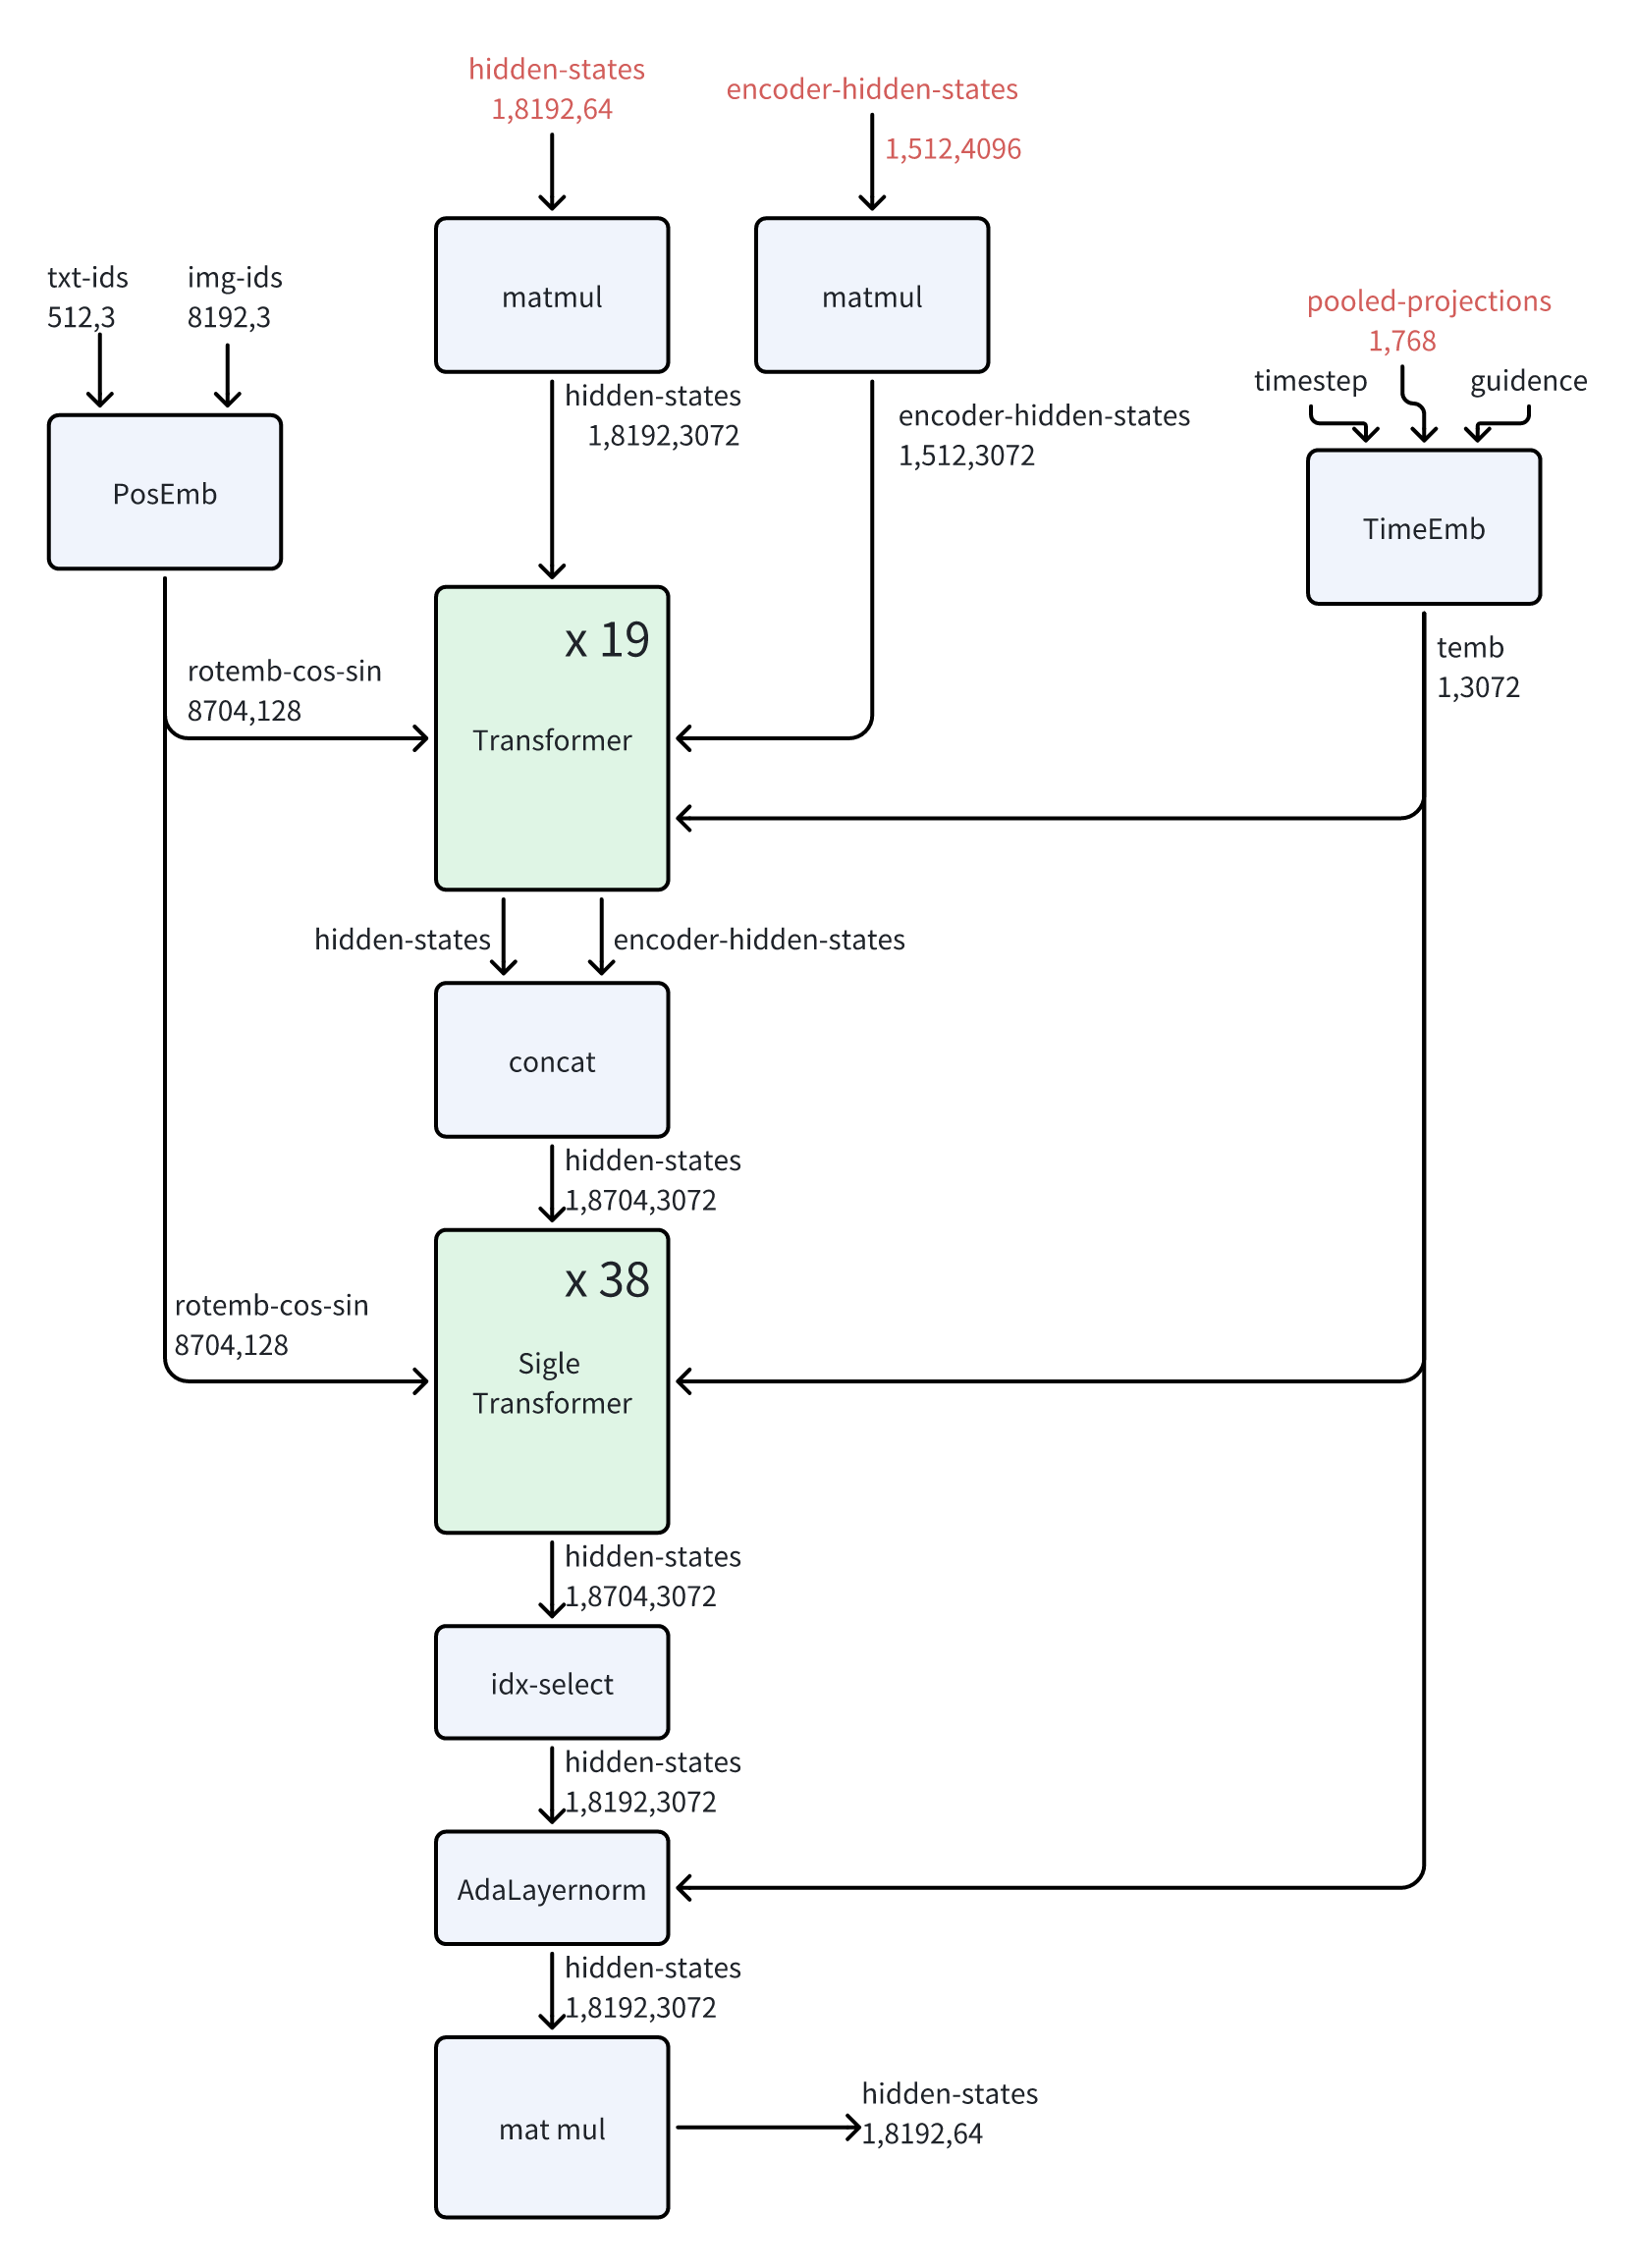 hidden-states
1,8192,64
encoder-hidden-states
1,512,4096
matmul
matmul
txt-ids
512,3
img-ids
8192,3
pooled-projections
1,768
timestep
guidence
hidden-states
1,8192,3072
encoder-hidden-states
1,512,3072
PosEmb
TimeEmb
x 19
Transformer
rotemb-cos-sin
8704,128
temb
1,3072
hidden-states
encoder-hidden-states
concat
hidden-states
1,8704,3072
x 38
Sigle
Transformer
rotemb-cos-sin
8704,128
hidden-states
1,8704,3072
idx-select
hidden-states
1,8192,3072
AdaLayernorm
hidden-states
1,8192,3072
mat mul
hidden-states
1,8192,64